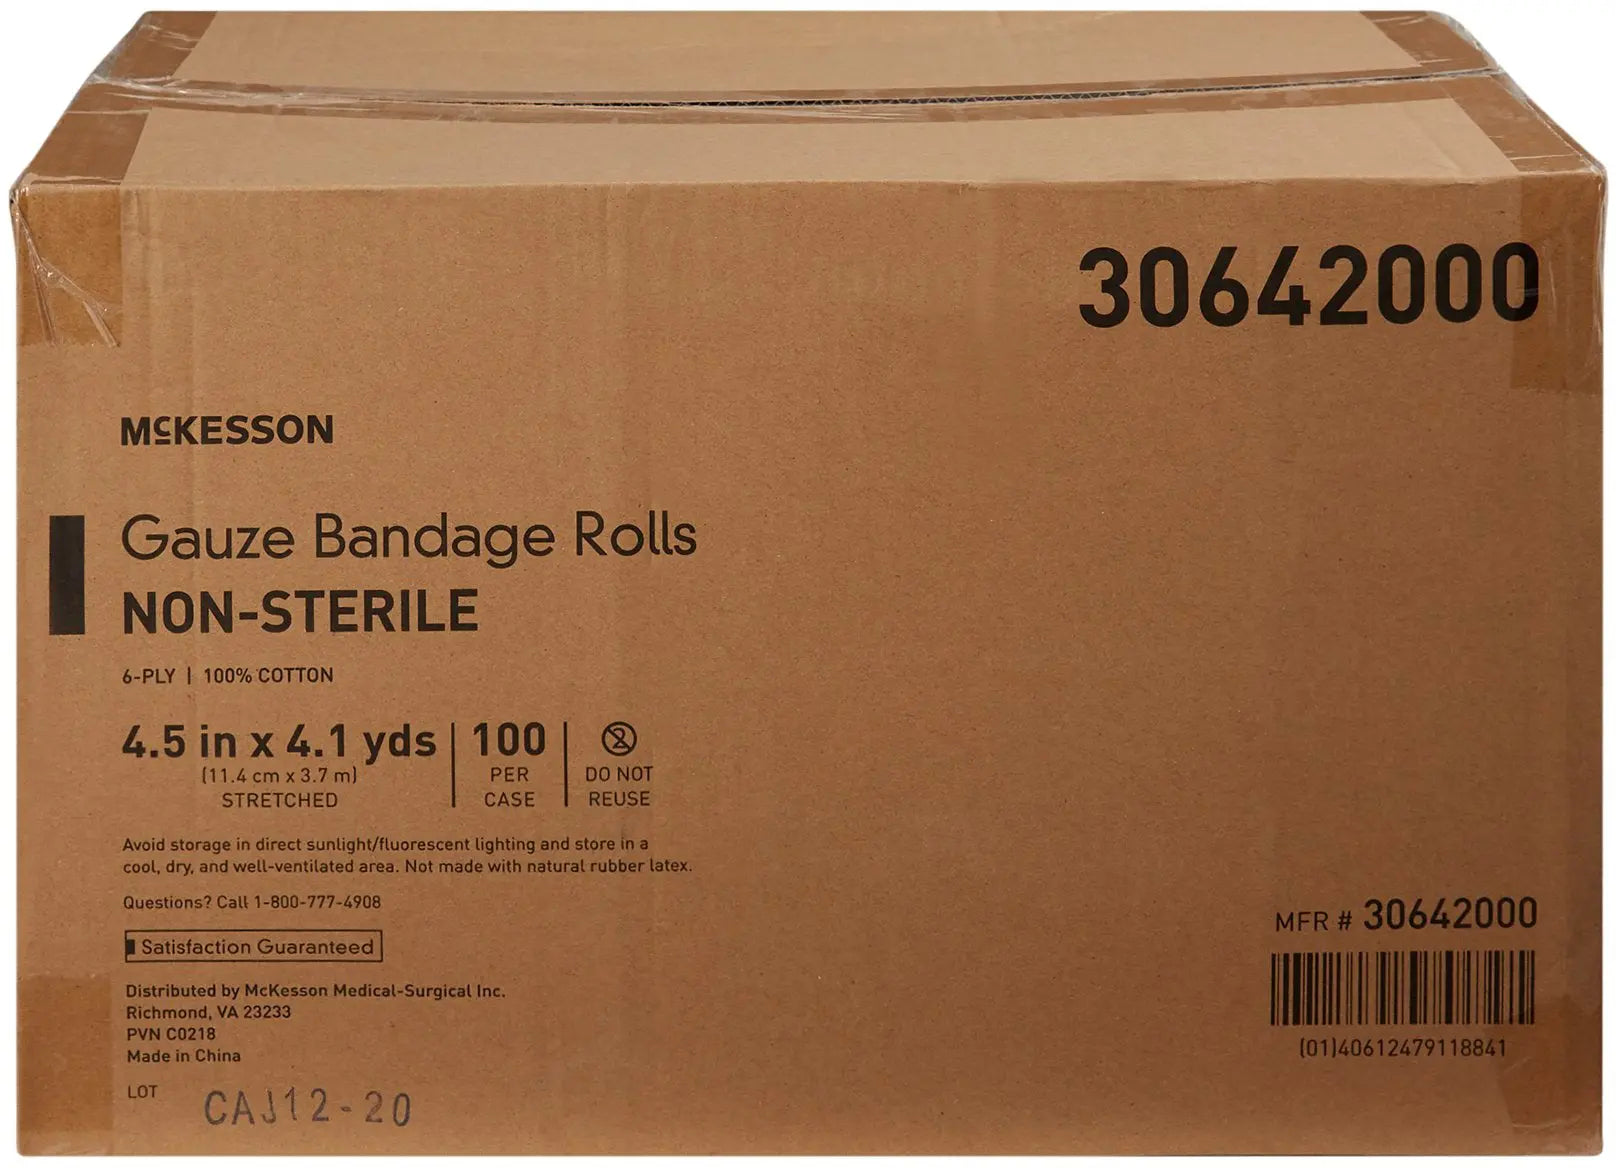 30642000
McKESSON
Gauze Bandage Rolls
NON-STERILE
6-PLY | 100% COTTON
4.5 in x 4.1 yds
(11.4 cm x 3.7 m)
STRETCHED
100
PER
CASE
2
DO NOT
REUSE
Avoid storage in direct sunlight/fluorescent lighting and store in a
cool, dry, and well-ventilated area. Not made with natural rubber latex.
Questions? Call 1-800-777-4908
Satisfaction Guaranteed
Distributed by McKesson Medical-Surgical Inc.
Richmond, VA 23233
PVN C0218
Made in China
LOT CAJ12-20
MFR # 30642000
(01)40612479118841